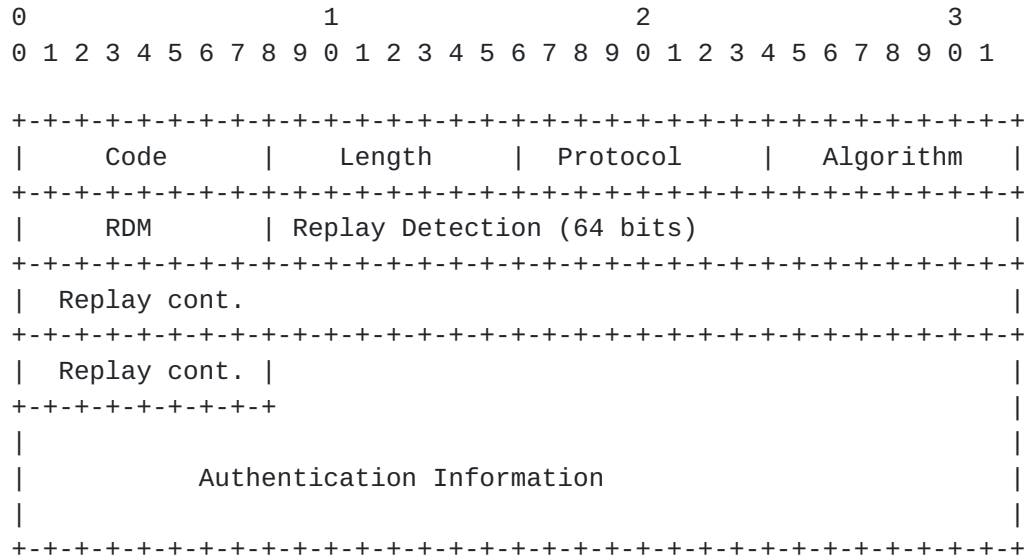 0                   1                   2                   3
0 1 2 3 4 5 6 7 8 9 0 1 2 3 4 5 6 7 8 9 0 1 2 3 4 5 6 7 8 9 0 1
+-+-+-+-+-+-+-+-+-+-+-+-+-+-+-+-+-+-+-+-+-+-+-+-+-+-+-+-+-+-+-+-+
|     Code      |    Length     |  Protocol     |   Algorithm   |
+-+-+-+-+-+-+-+-+-+-+-+-+-+-+-+-+-+-+-+-+-+-+-+-+-+-+-+-+-+-+-+-+
|     RDM       | Replay Detection (64 bits)                    |
+-+-+-+-+-+-+-+-+-+-+-+-+-+-+-+-+-+-+-+-+-+-+-+-+-+-+-+-+-+-+-+-+
|  Replay cont.                                                 |
+-+-+-+-+-+-+-+-+-+-+-+-+-+-+-+-+-+-+-+-+-+-+-+-+-+-+-+-+-+-+-+-+
|  Replay cont. |                                               |
+-+-+-+-+-+-+-+-+                                               |
|                                                               |
|           Authentication Information                          |
|                                                               |
+-+-+-+-+-+-+-+-+-+-+-+-+-+-+-+-+-+-+-+-+-+-+-+-+-+-+-+-+-+-+-+-+